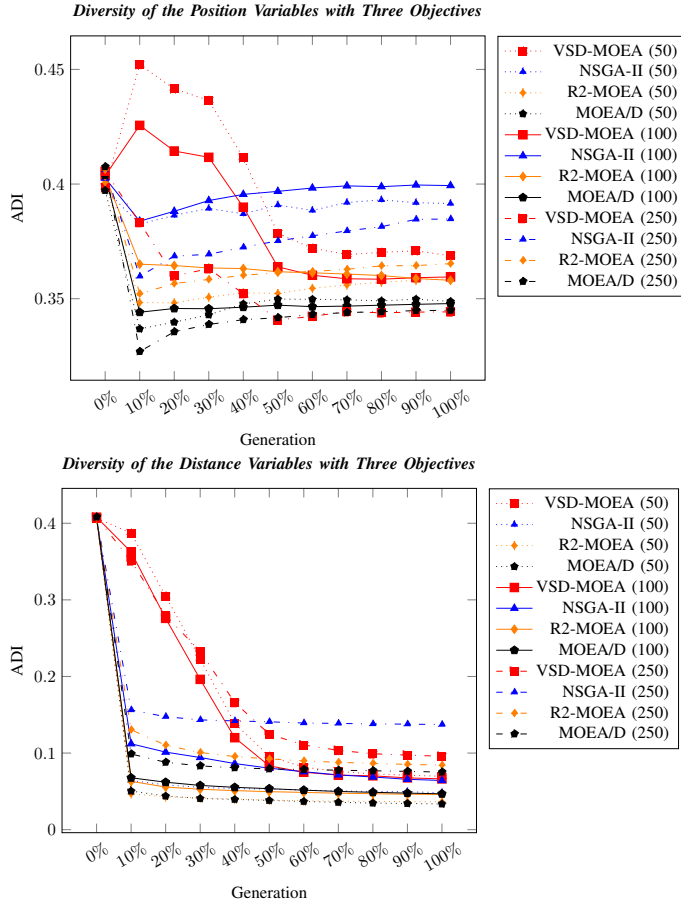 Diversity of the Position Variables with Three Objectives
0.45
0.4
0.35
ADI
0%
10%
20%
30%
40%
50%
60%
70%
80%
90%
100%
Generation
VSD-MOEA (50)
NSGA-II (50)
R2-MOEA (50)
MOEA/D (50)
VSD-MOEA (100)
NSGA-II (100)
R2-MOEA (100)
MOEA/D (100)
VSD-MOEA (250)
NSGA-II (250)
R2-MOEA (250)
MOEA/D (250)
Diversity of the Distance Variables with Three Objectives
0.4
0.3
0.2
0.1
0
ADI
0%
10%
20%
30%
40%
50%
60%
70%
80%
90%
100%
Generation
VSD-MOEA (50)
NSGA-II (50)
R2-MOEA (50)
MOEA/D (50)
VSD-MOEA (100)
NSGA-II (100)
R2-MOEA (100)
MOEA/D (100)
VSD-MOEA (250)
NSGA-II (250)
R2-MOEA (250)
MOEA/D (250)